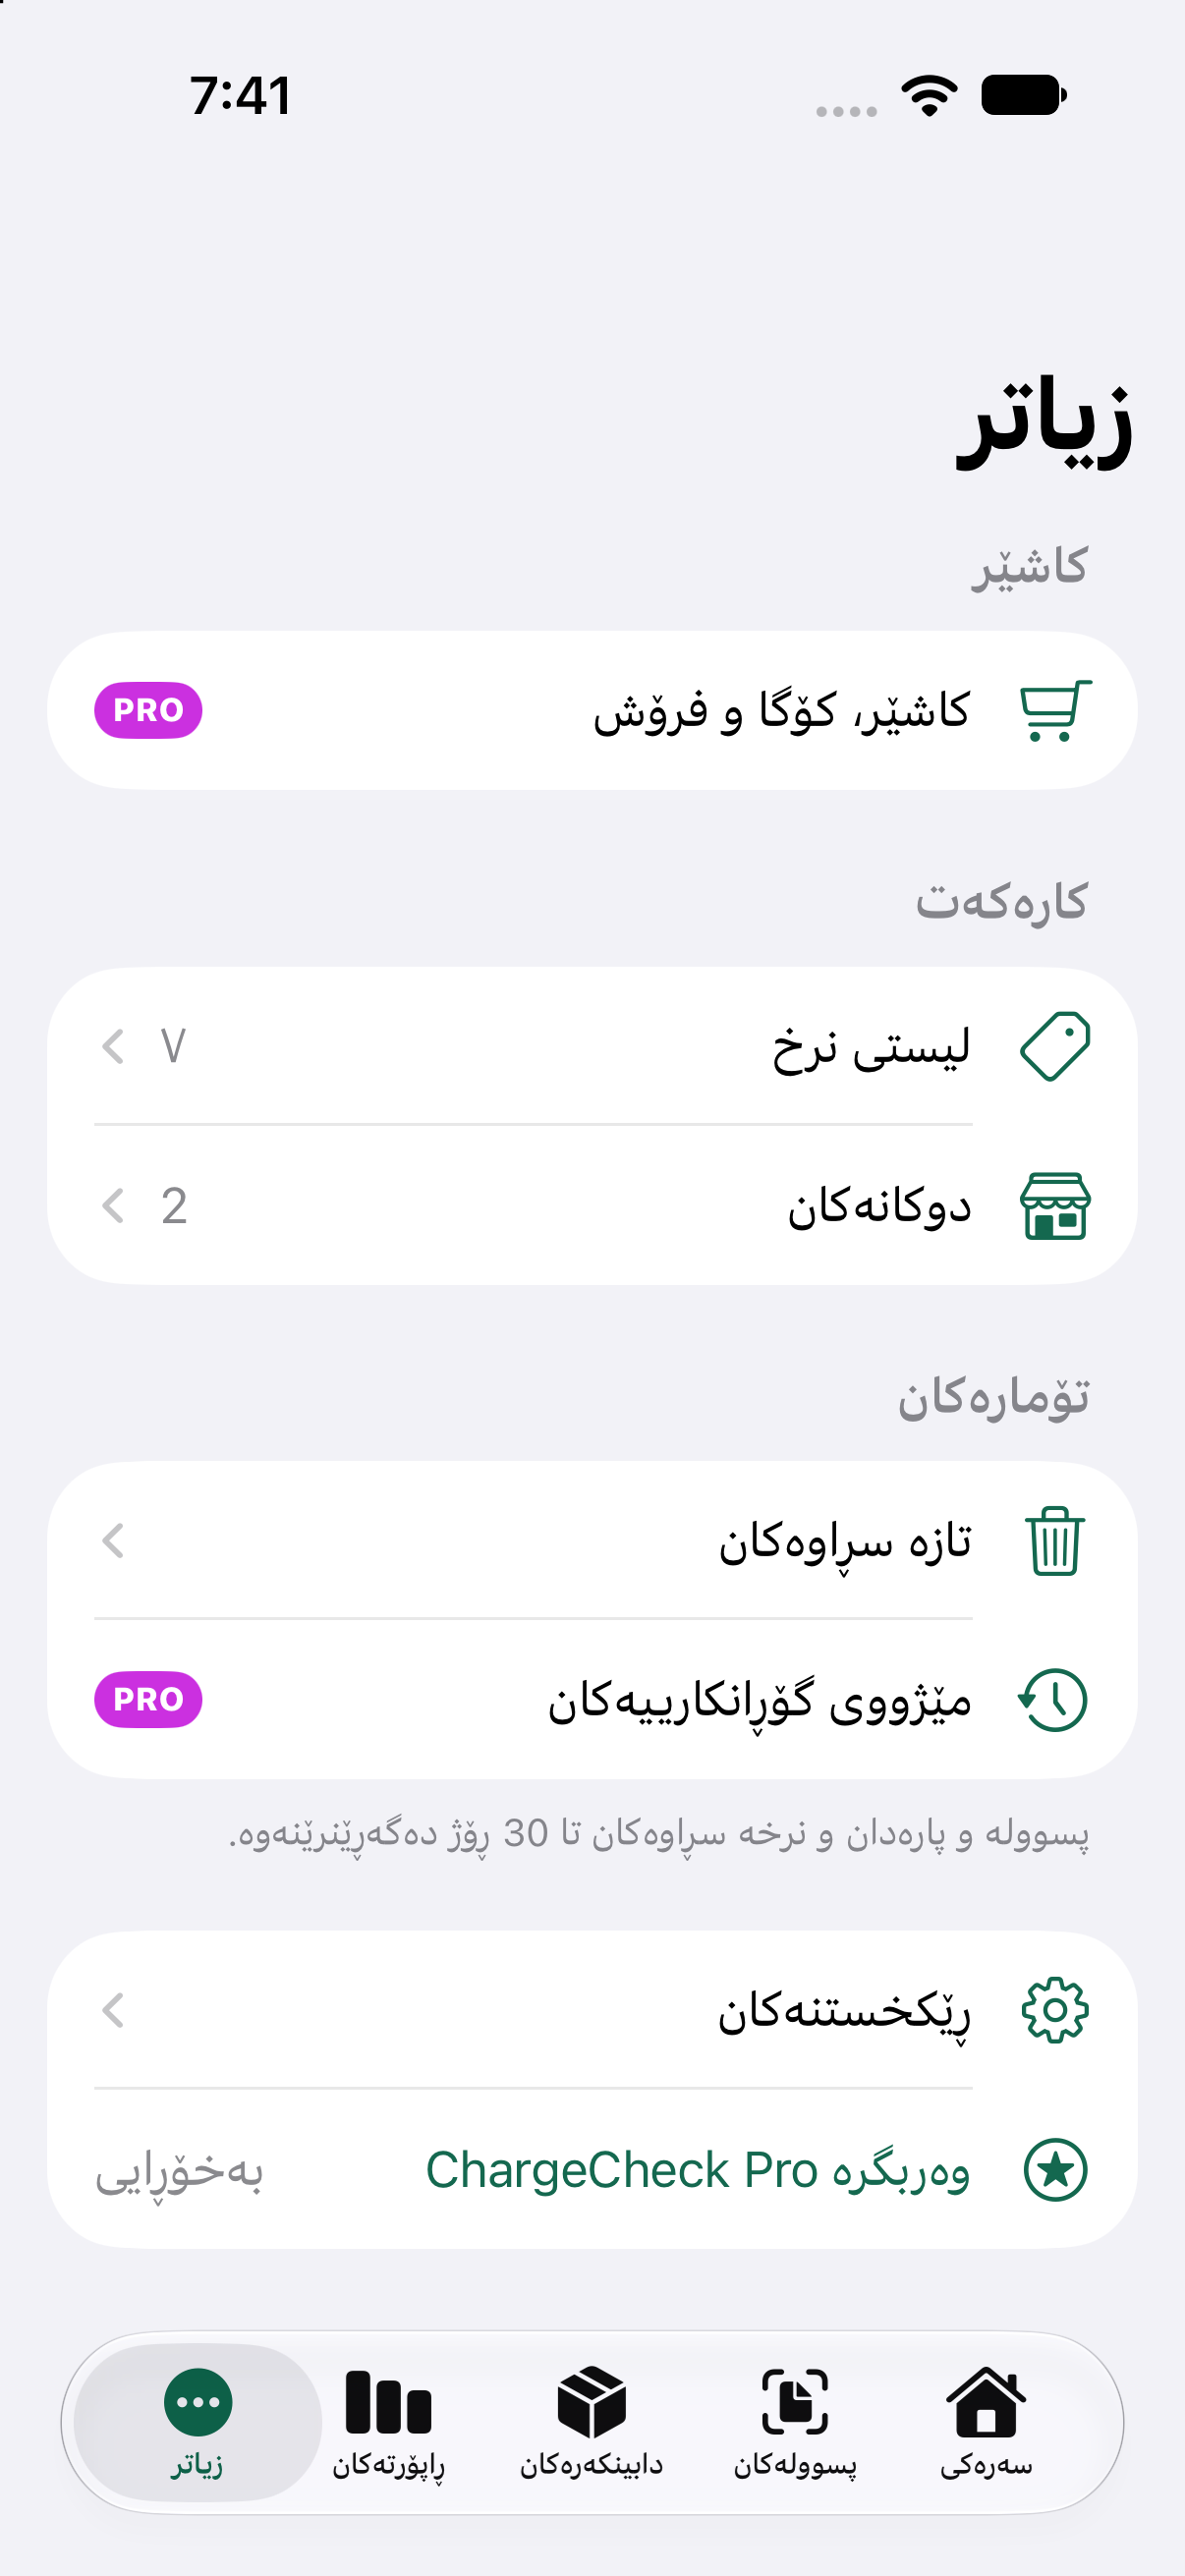 7:41
زیاتر
کاشێر
کاشێر، کۆگا و فرۆش PRO
کارەکەت
لیستی نرخ ٧
دوکانەکان 2
تۆمارەکان
تازە سڕاوەکان
مێژووی گۆڕانکارییەکان PRO
پسوولە و پارەدان و نرخە سڕاوەکان تا 30 ڕۆژ دەگەڕێنرێنەوە.
ڕێکخستنەکان
وەربگرە ChargeCheck Pro بەخۆڕایی
سەرەکی پسوولەکان دابینکەرەکان ڕاپۆرتەکان زیاتر